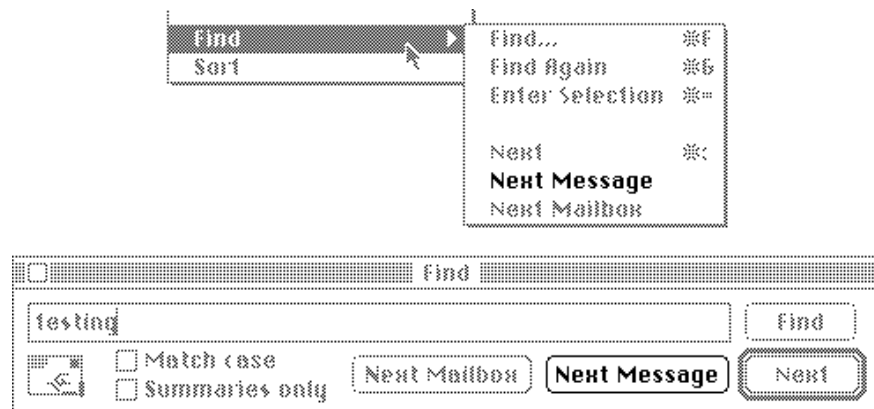 Find
Sort
Find... ⌘F
Find Again ⌘G
Enter Selection ⌘=
Next ⌘;
Next Message
Next Mailbox
Find
testing Find
Match case
Summaries only
Next Mailbox Next Message Next